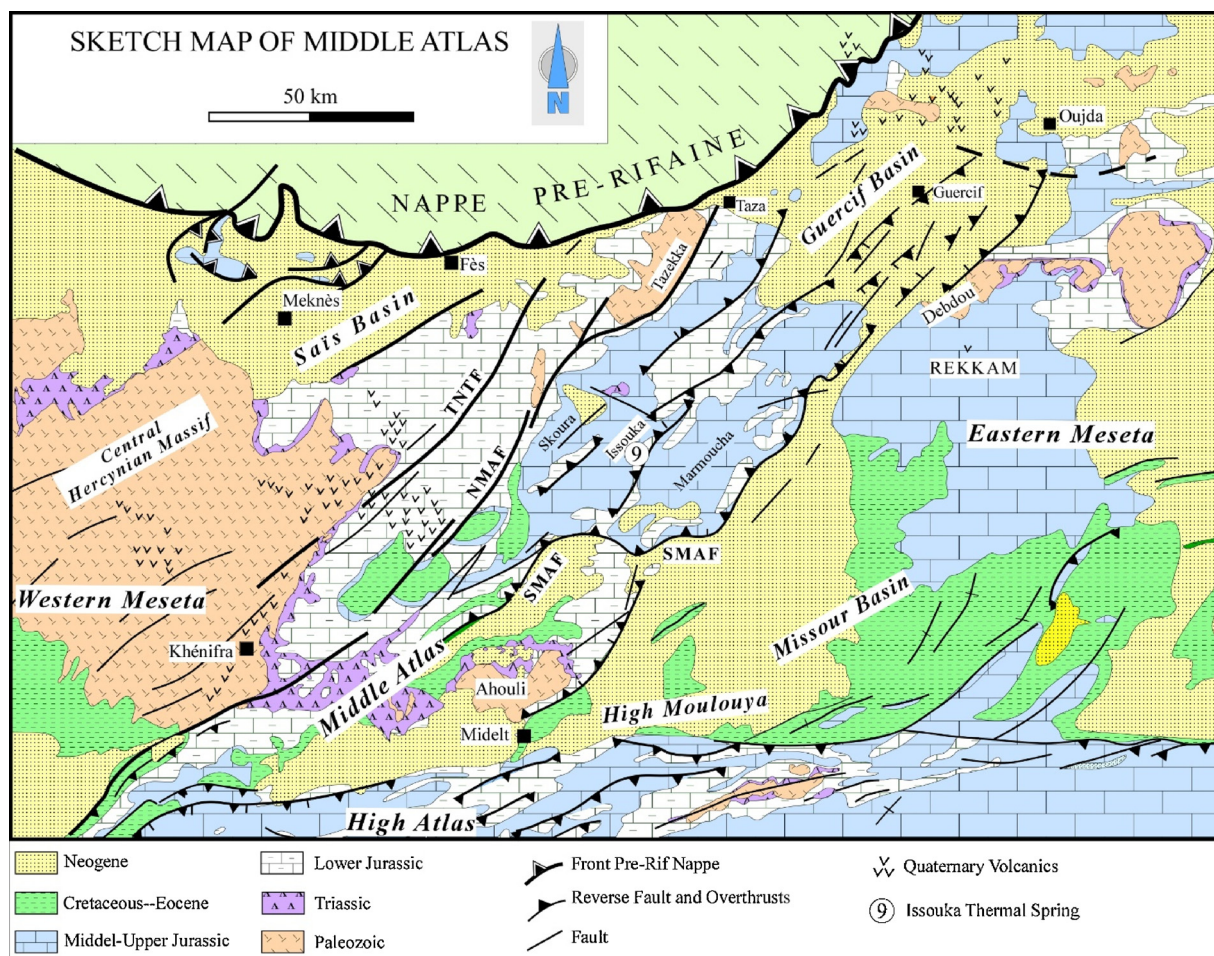 SKETCH MAP OF MIDDLE ATLAS
50 km
N
NAPPE PRE-RIFAINE
Oujda
Guercif Basin
Guercif
Taza
Tazekka
Fès
Meknès
Saïs Basin
Debdou
REKKAM
TNTF
Central
Hercynian Massif
Skoura
Issouka
9
Marmoucha
Eastern Meseta
NMAF
SMAF
SMAF
Western Meseta
Missour Basin
Khénifra
Middle Atlas
Ahouli
High Moulouya
Midelt
High Atlas
Neogene
Lower Jurassic
Front Pre-Rif Nappe
Quaternary Volcanics
Cretaceous--Eocene
Triassic
Reverse Fault and Overthrusts
9 Issouka Thermal Spring
Middel-Upper Jurassic
Paleozoic
Fault